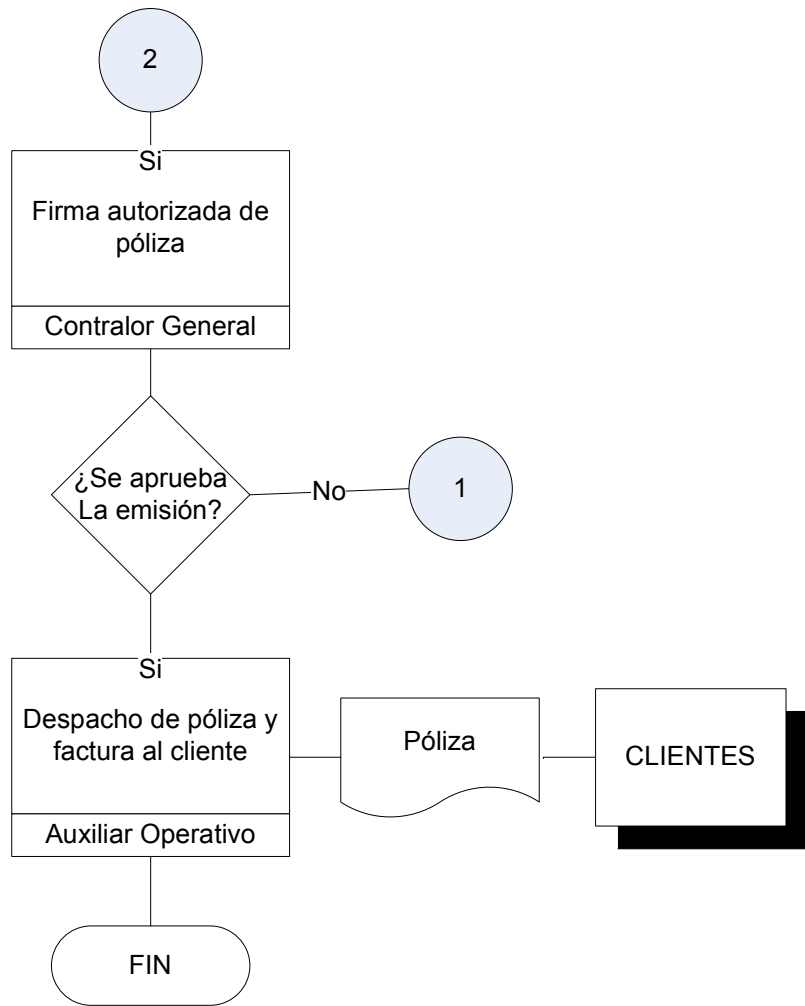 2
Si
Firma autorizada de
póliza
Contralor General
¿Se aprueba
La emisión?
No
1
Si
Despacho de póliza y
factura al cliente
Auxiliar Operativo
Póliza
CLIENTES
FIN